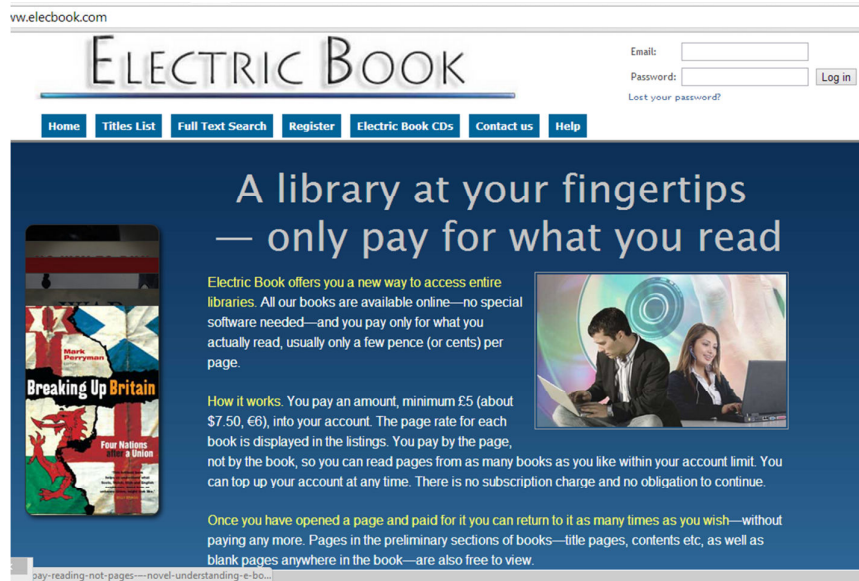 vw.elecbook.com
ELECTRIC BOOK
Email:
Password:
Log in
Lost your password?
Home Titles List Full Text Search Register Electric Book CDs Contact us Help
A library at your fingertips
— only pay for what you read
Mark
Perryman
Breaking Up Britain
Four Nations
after a Union
Electric Book offers you a new way to access entire
libraries. All our books are available online—no special
software needed—and you pay only for what you
actually read, usually only a few pence (or cents) per
page.
How it works. You pay an amount, minimum £5 (about
$7.50, €6), into your account. The page rate for each
book is displayed in the listings. You pay by the page,
not by the book, so you can read pages from as many books as you like within your account limit. You
can top up your account at any time. There is no subscription charge and no obligation to continue.
Once you have opened a page and paid for it you can return to it as many times as you wish—without
paying any more. Pages in the preliminary sections of books—title pages, contents etc, as well as
blank pages anywhere in the book—are also free to view.
pay-reading-not-pages-—-novel-understanding-e-bo...